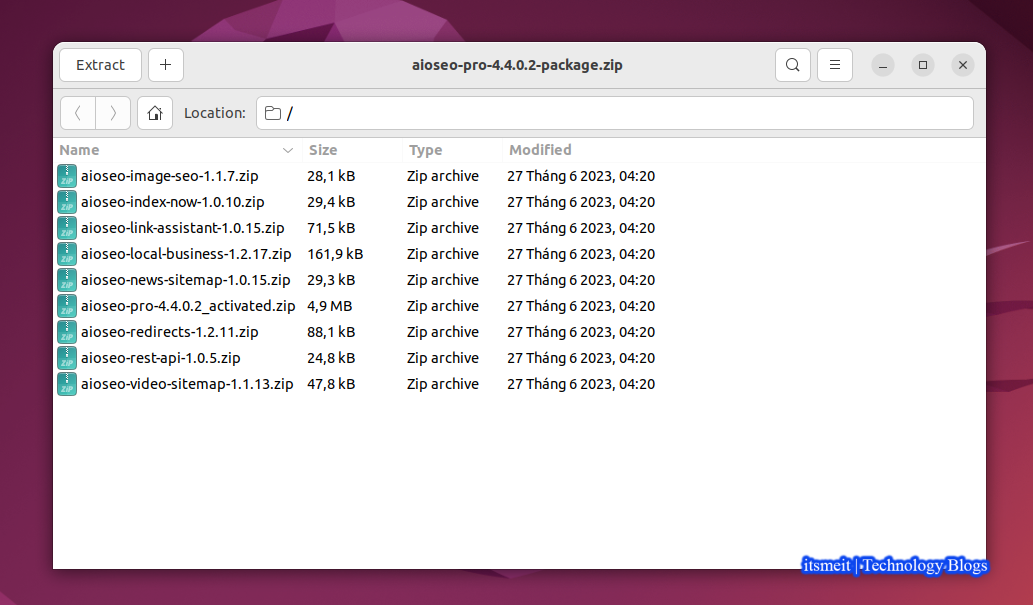 Extract + aioseo-pro-4.4.0.2-package.zip
Location: /
Name Size Type Modified
aioseo-image-seo-1.1.7.zip 28,1 kB Zip archive 27 Tháng 6 2023, 04:20
aioseo-index-now-1.0.10.zip 29,4 kB Zip archive 27 Tháng 6 2023, 04:20
aioseo-link-assistant-1.0.15.zip 71,5 kB Zip archive 27 Tháng 6 2023, 04:20
aioseo-local-business-1.2.17.zip 161,9 kB Zip archive 27 Tháng 6 2023, 04:20
aioseo-news-sitemap-1.0.15.zip 29,3 kB Zip archive 27 Tháng 6 2023, 04:20
aioseo-pro-4.4.0.2_activated.zip 4,9 MB Zip archive 27 Tháng 6 2023, 04:20
aioseo-redirects-1.2.11.zip 88,1 kB Zip archive 27 Tháng 6 2023, 04:20
aioseo-rest-api-1.0.5.zip 24,8 kB Zip archive 27 Tháng 6 2023, 04:20
aioseo-video-sitemap-1.1.13.zip 47,8 kB Zip archive 27 Tháng 6 2023, 04:20
itsmeit | Technology Blogs